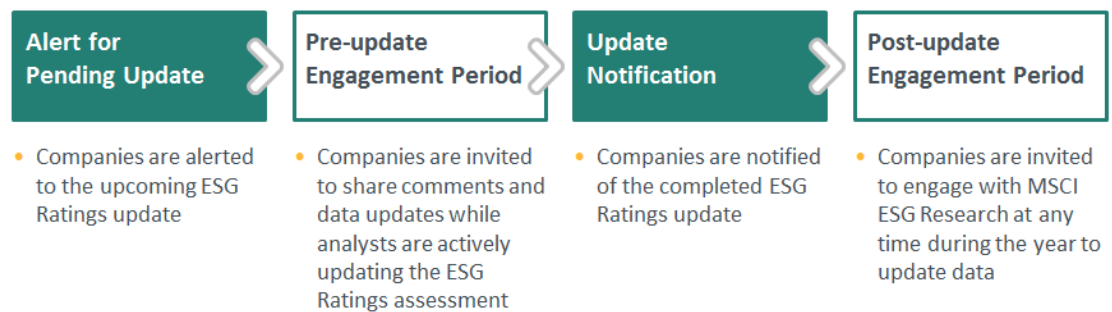 Alert for
Pending Update
Pre-update
Engagement Period
Update
Notification
Post-update
Engagement Period
• Companies are alerted
to the upcoming ESG
Ratings update
• Companies are invited
to share comments and
data updates while
analysts are actively
updating the ESG
Ratings assessment
• Companies are notified
of the completed ESG
Ratings update
• Companies are invited
to engage with MSCI
ESG Research at any
time during the year to
update data